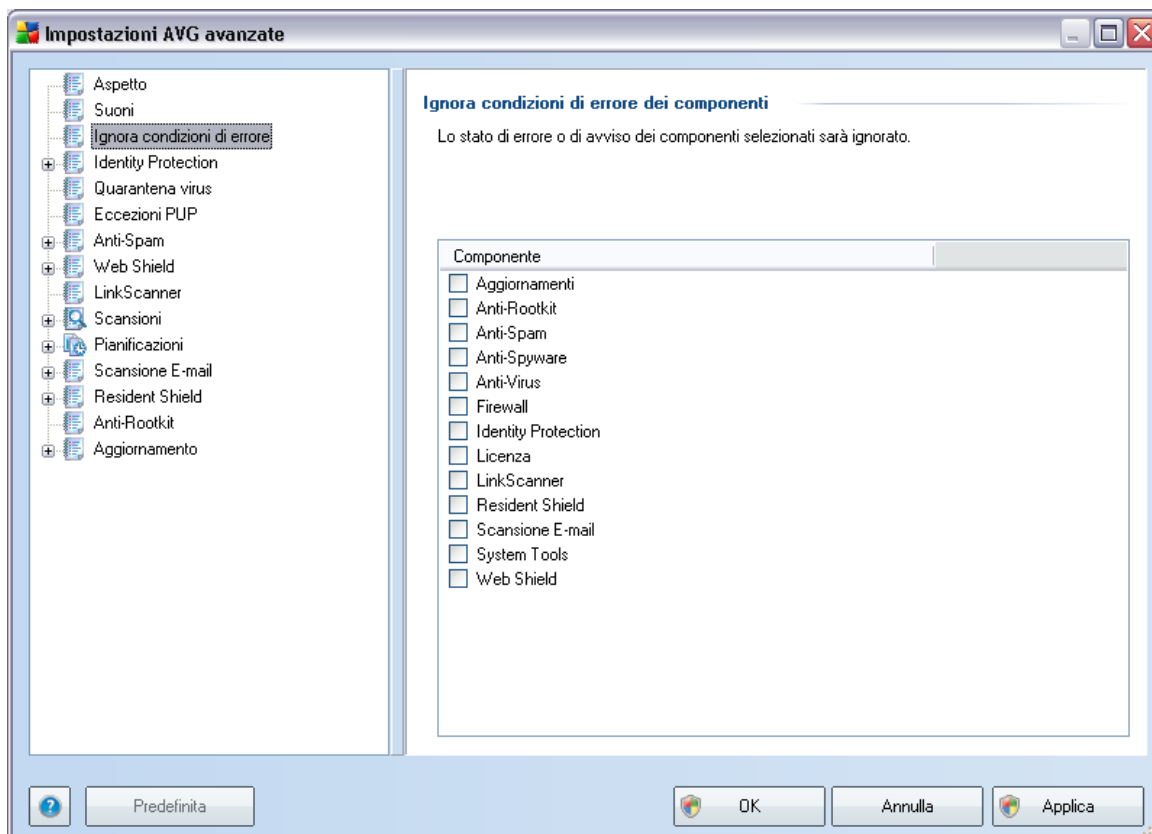 Impostazioni AVG avanzate
Aspetto
Suoni
Ignora condizioni di errore
Identity Protection
Quarantena virus
Eccezioni PUP
Anti-Spam
Web Shield
LinkScanner
Scansioni
Pianificazioni
Scansione E-mail
Resident Shield
Anti-Rootkit
Aggiornamento
Ignora condizioni di errore dei componenti
Lo stato di errore o di avviso dei componenti selezionati sarà ignorato.
Componente
Aggiornamenti
Anti-Rootkit
Anti-Spam
Anti-Spyware
Anti-Virus
Firewall
Identity Protection
Licenza
LinkScanner
Resident Shield
Scansione E-mail
System Tools
Web Shield
Predefinita
OK
Annulla
Applica